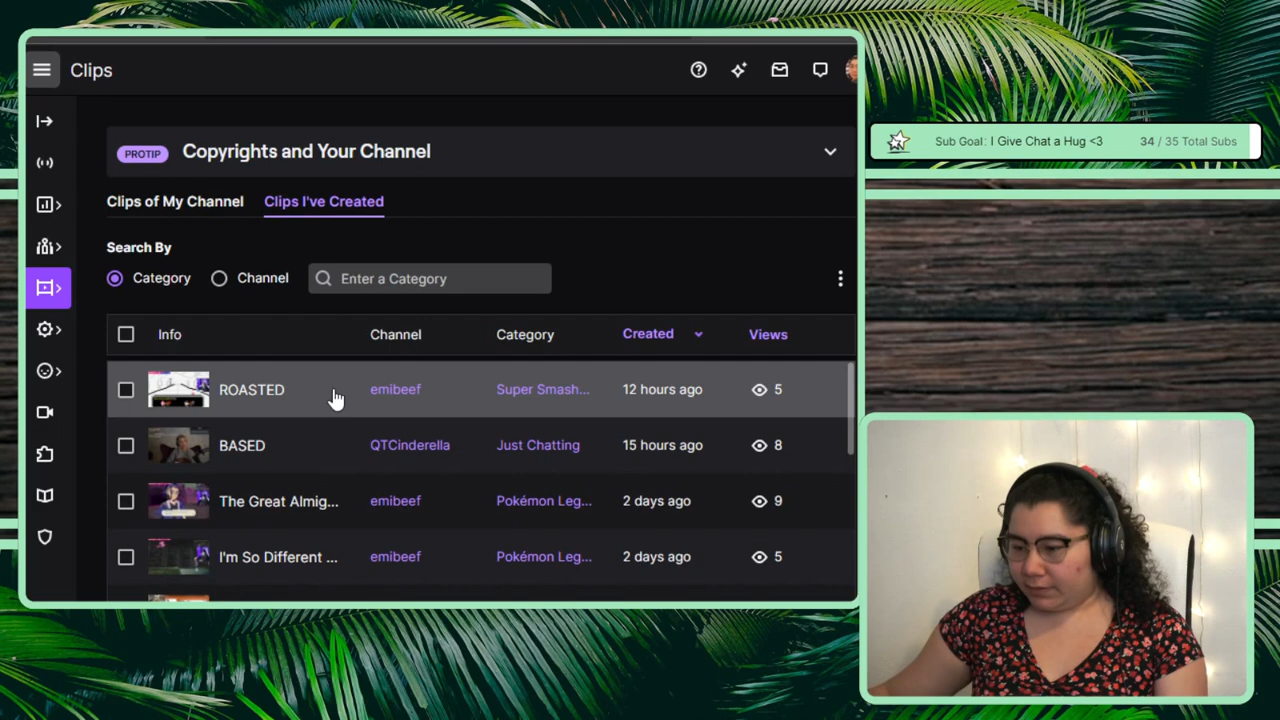 Clips
PROTIP Copyrights and Your Channel
Sub Goal: I Give Chat a Hug <3 34 / 35 Total Subs
Clips of My Channel Clips I've Created
Search By
Category Channel Enter a Category
Info Channel Category Created Views
ROASTED emibeef Super Smash... 12 hours ago 5
BASED QTCinderella Just Chatting 15 hours ago 8
The Great Almig... emibeef Pokémon Leg... 2 days ago 9
I'm So Different ... emibeef Pokémon Leg... 2 days ago 5